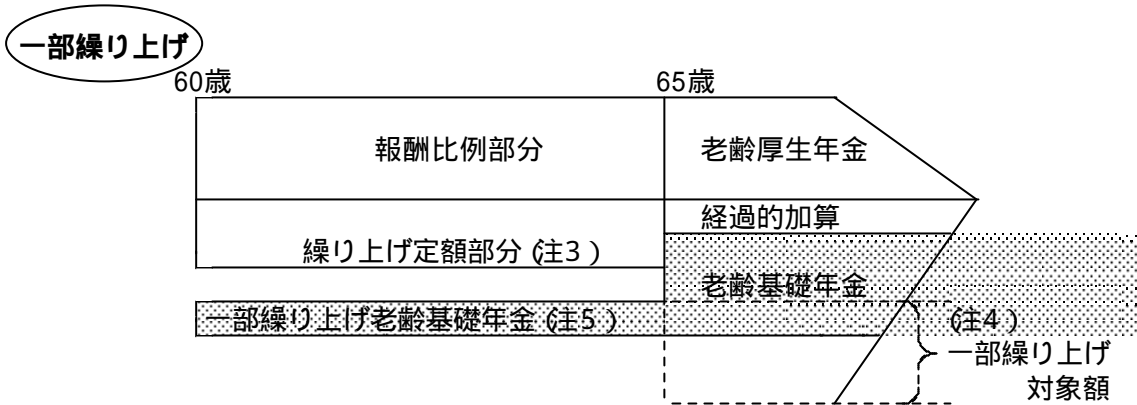 一部繰り上げ
60歳
65歳
報酬比例部分
老齢厚生年金
経過的加算
繰り上げ定額部分(注3)
老齢基礎年金
一部繰り上げ老齢基礎年金(注5)
(注4)
一部繰り上げ
対象額